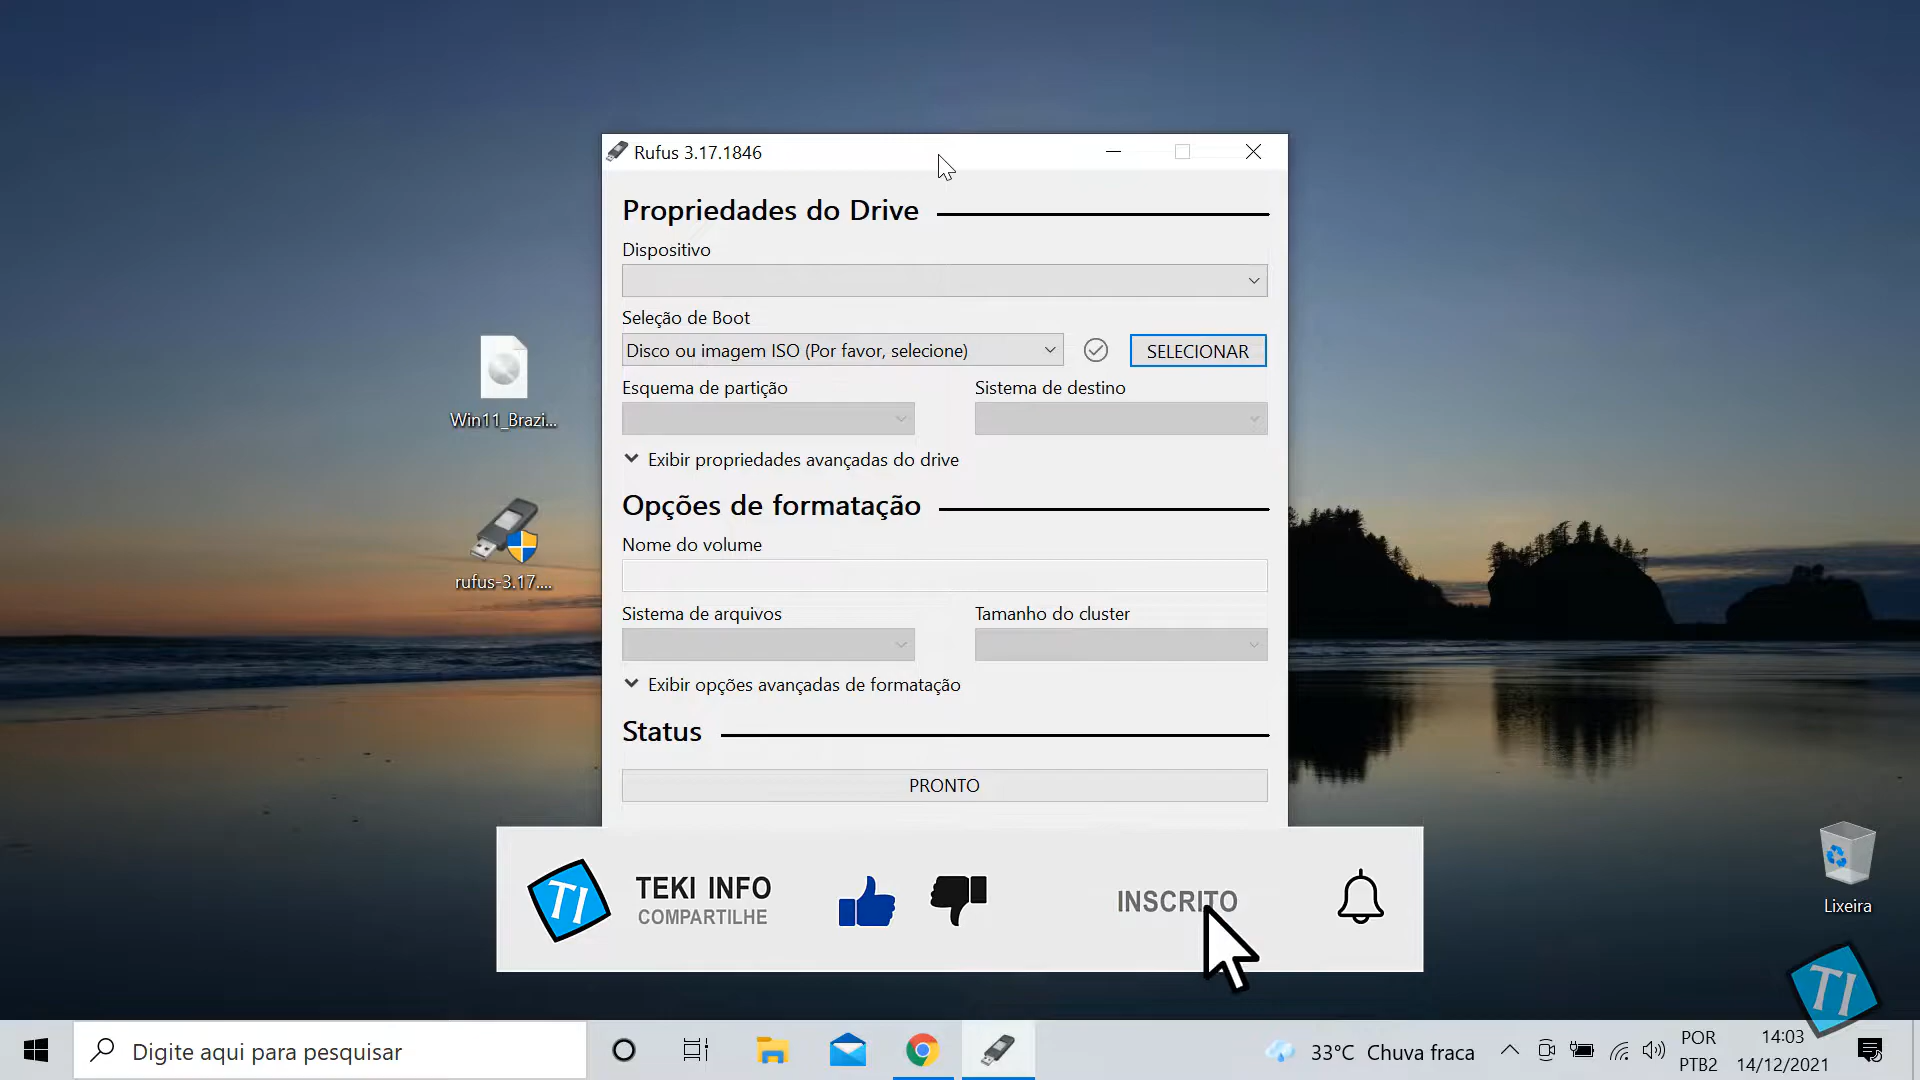 Rufus 3.17.1846
Propriedades do Drive
Dispositivo
Seleção de Boot
Disco ou imagem ISO (Por favor, selecione)
SELECIONAR
Esquema de partição
Sistema de destino
Exibir propriedades avançadas do drive
Opções de formatação
Nome do volume
Sistema de arquivos
Tamanho do cluster
Exibir opções avançadas de formatação
Status
PRONTO
Win11_Brazi...
rufus-3.17....
TI
TEKI INFO
COMPARTILHE
INSCRITO
Lixeira
TI
Digite aqui para pesquisar
33°C Chuva fraca
POR
PTB2
14:03
14/12/2021